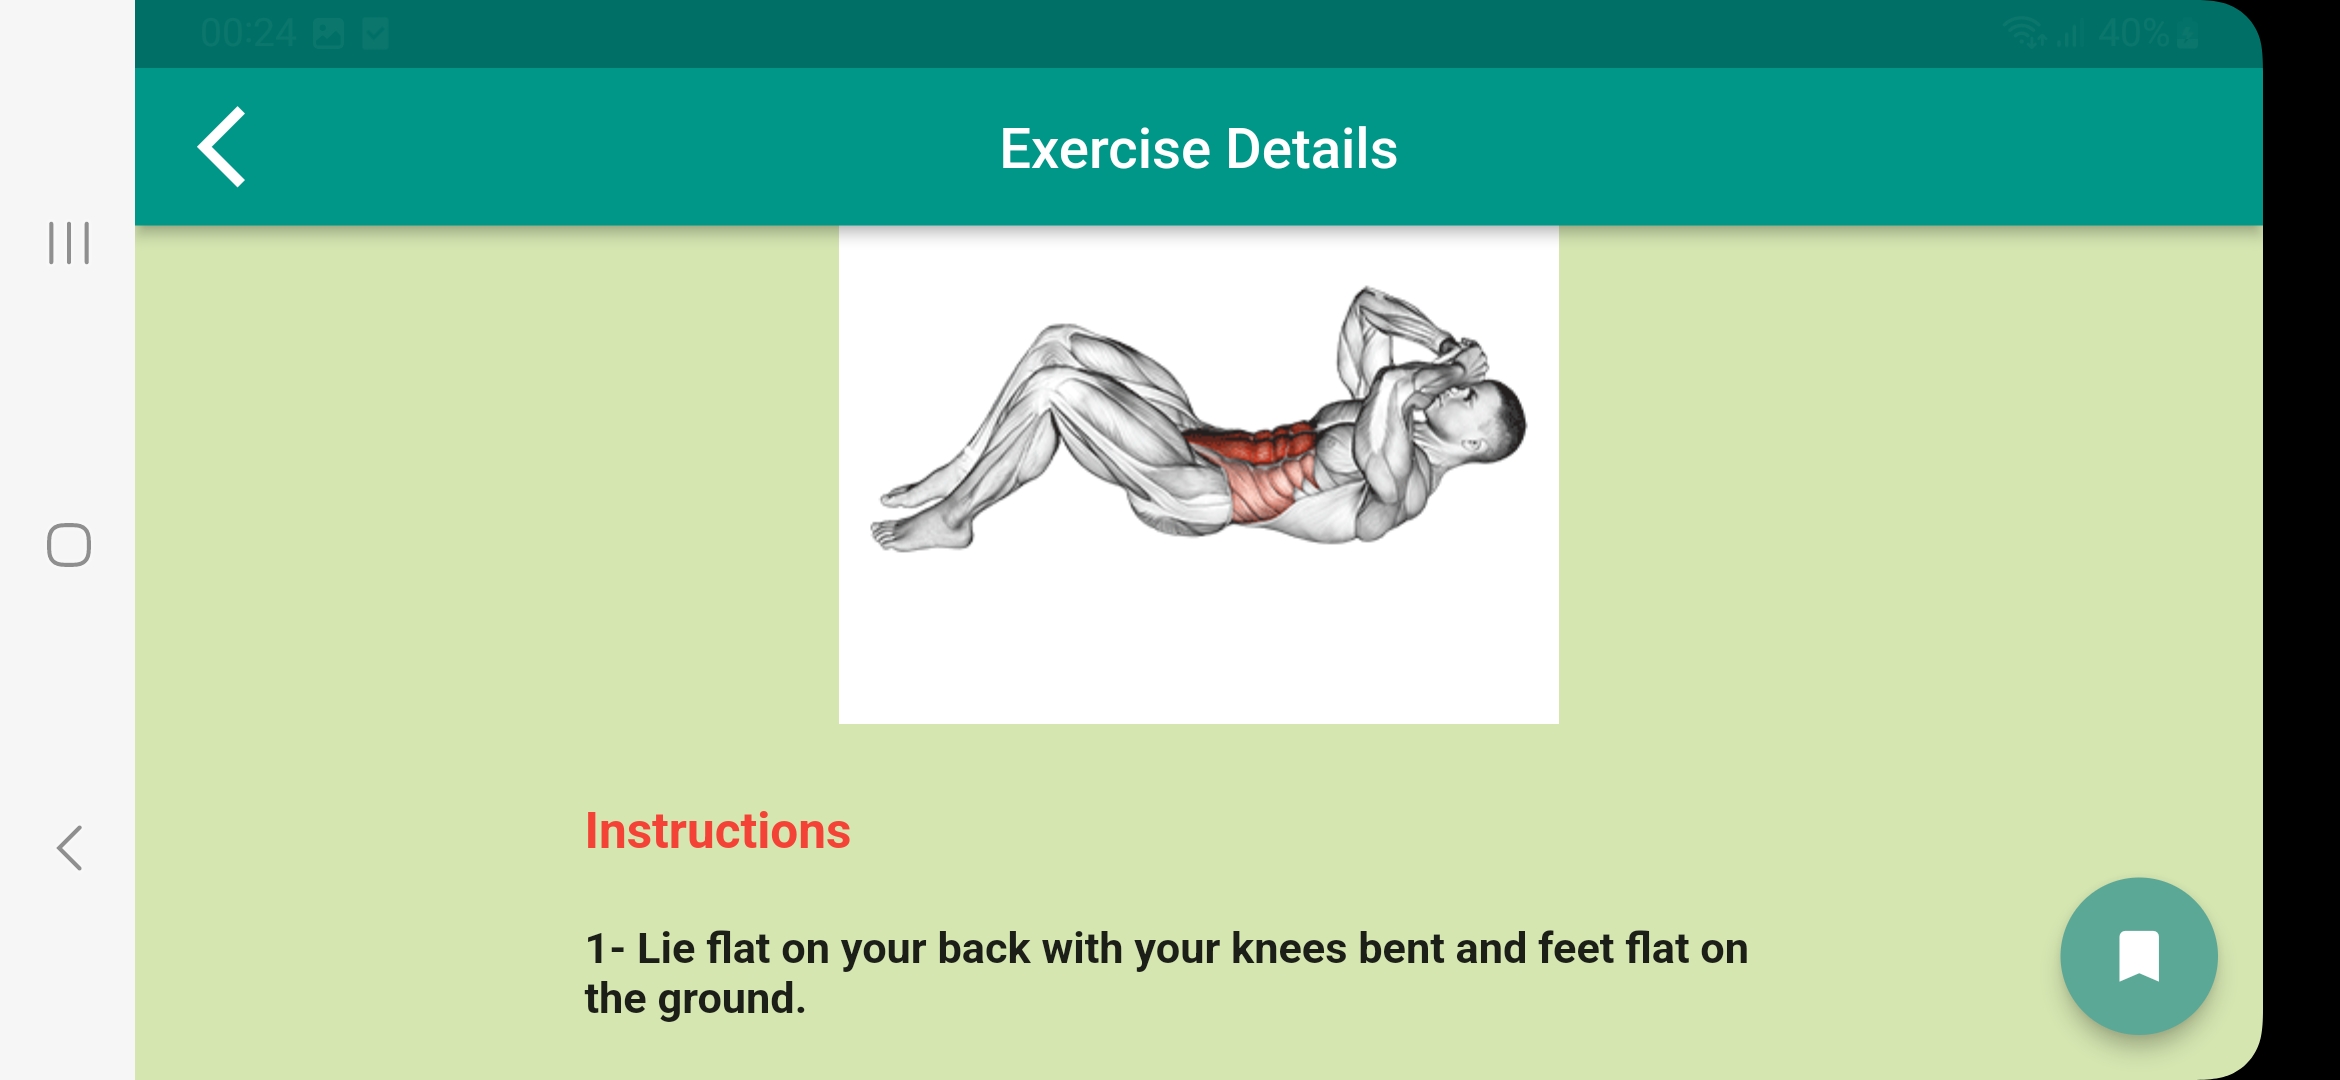 00:24
40%
Exercise Details
Instructions
1- Lie flat on your back with your knees bent and feet flat on
the ground.